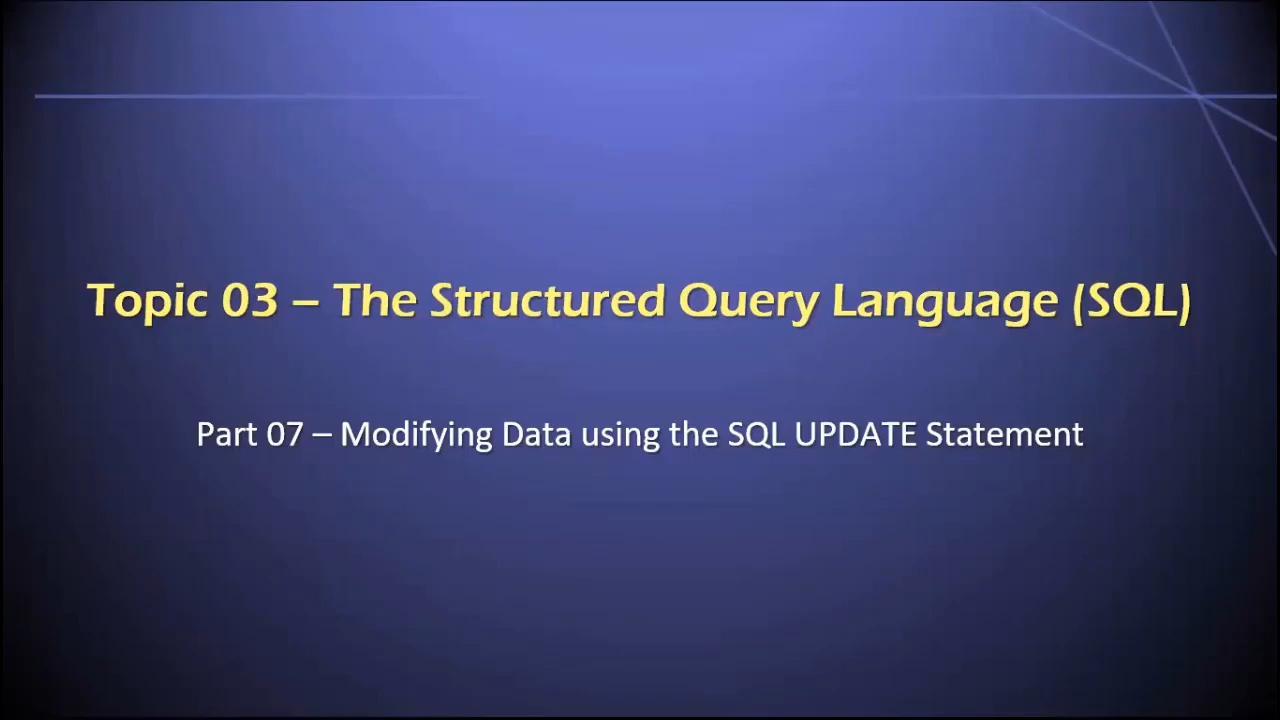 Topic 03 – The Structured Query Language (SQL)
Part 07 – Modifying Data using the SQL UPDATE Statement